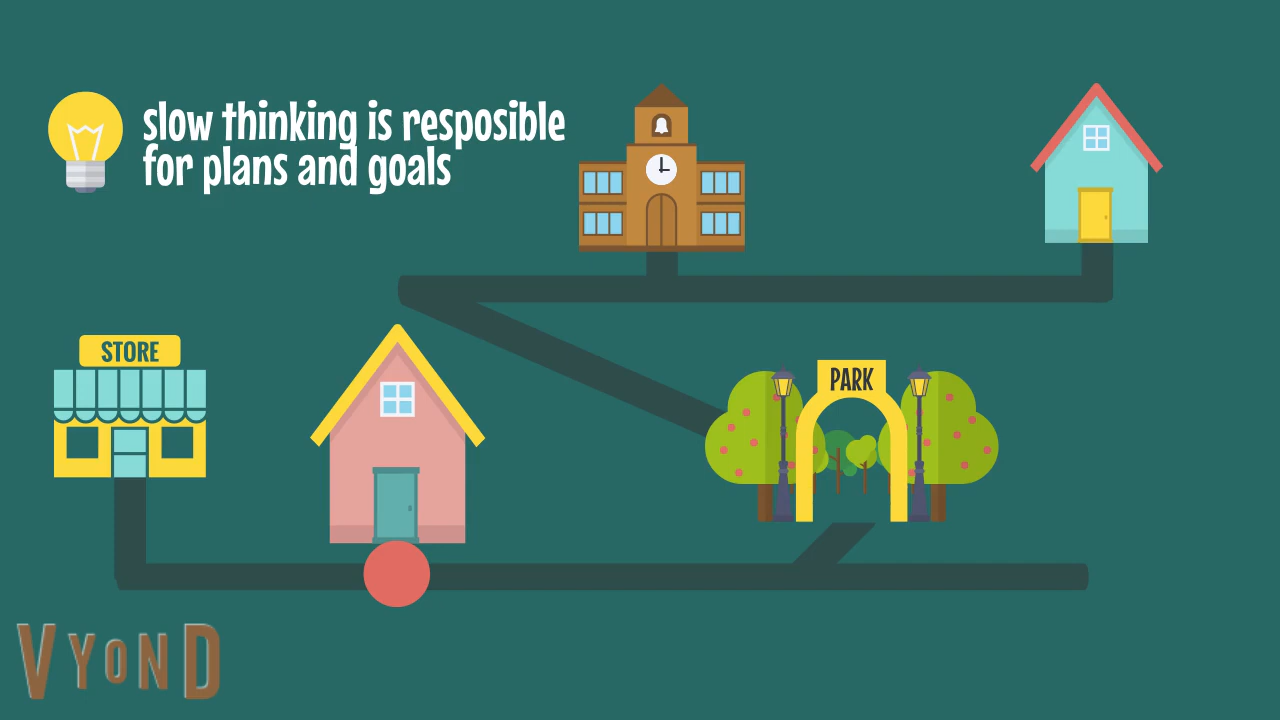 slow thinking is resposible
for plans and goals
STORE
PARK
VYOND